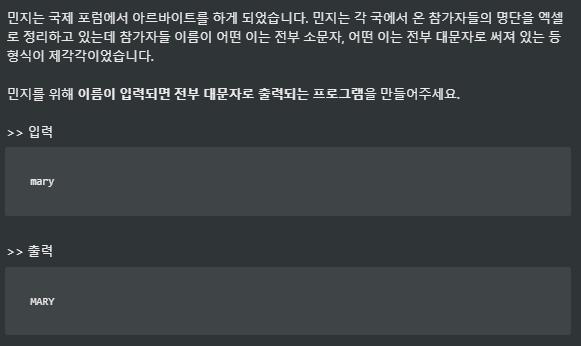 민지는 국제 포럼에서 아르바이트를 하게 되었습니다. 민지는 각 국에서 온 참가자들의 명단을 엑셀
로 정리하고 있는데 참가자들 이름이 어떤 이는 전부 소문자, 어떤 이는 전부 대문자로 써져 있는 등
형식이 제각각이었습니다.
민지를 위해 이름이 입력되면 전부 대문자로 출력되는 프로그램을 만들어주세요.
>> 입력
mary
>> 출력
MARY